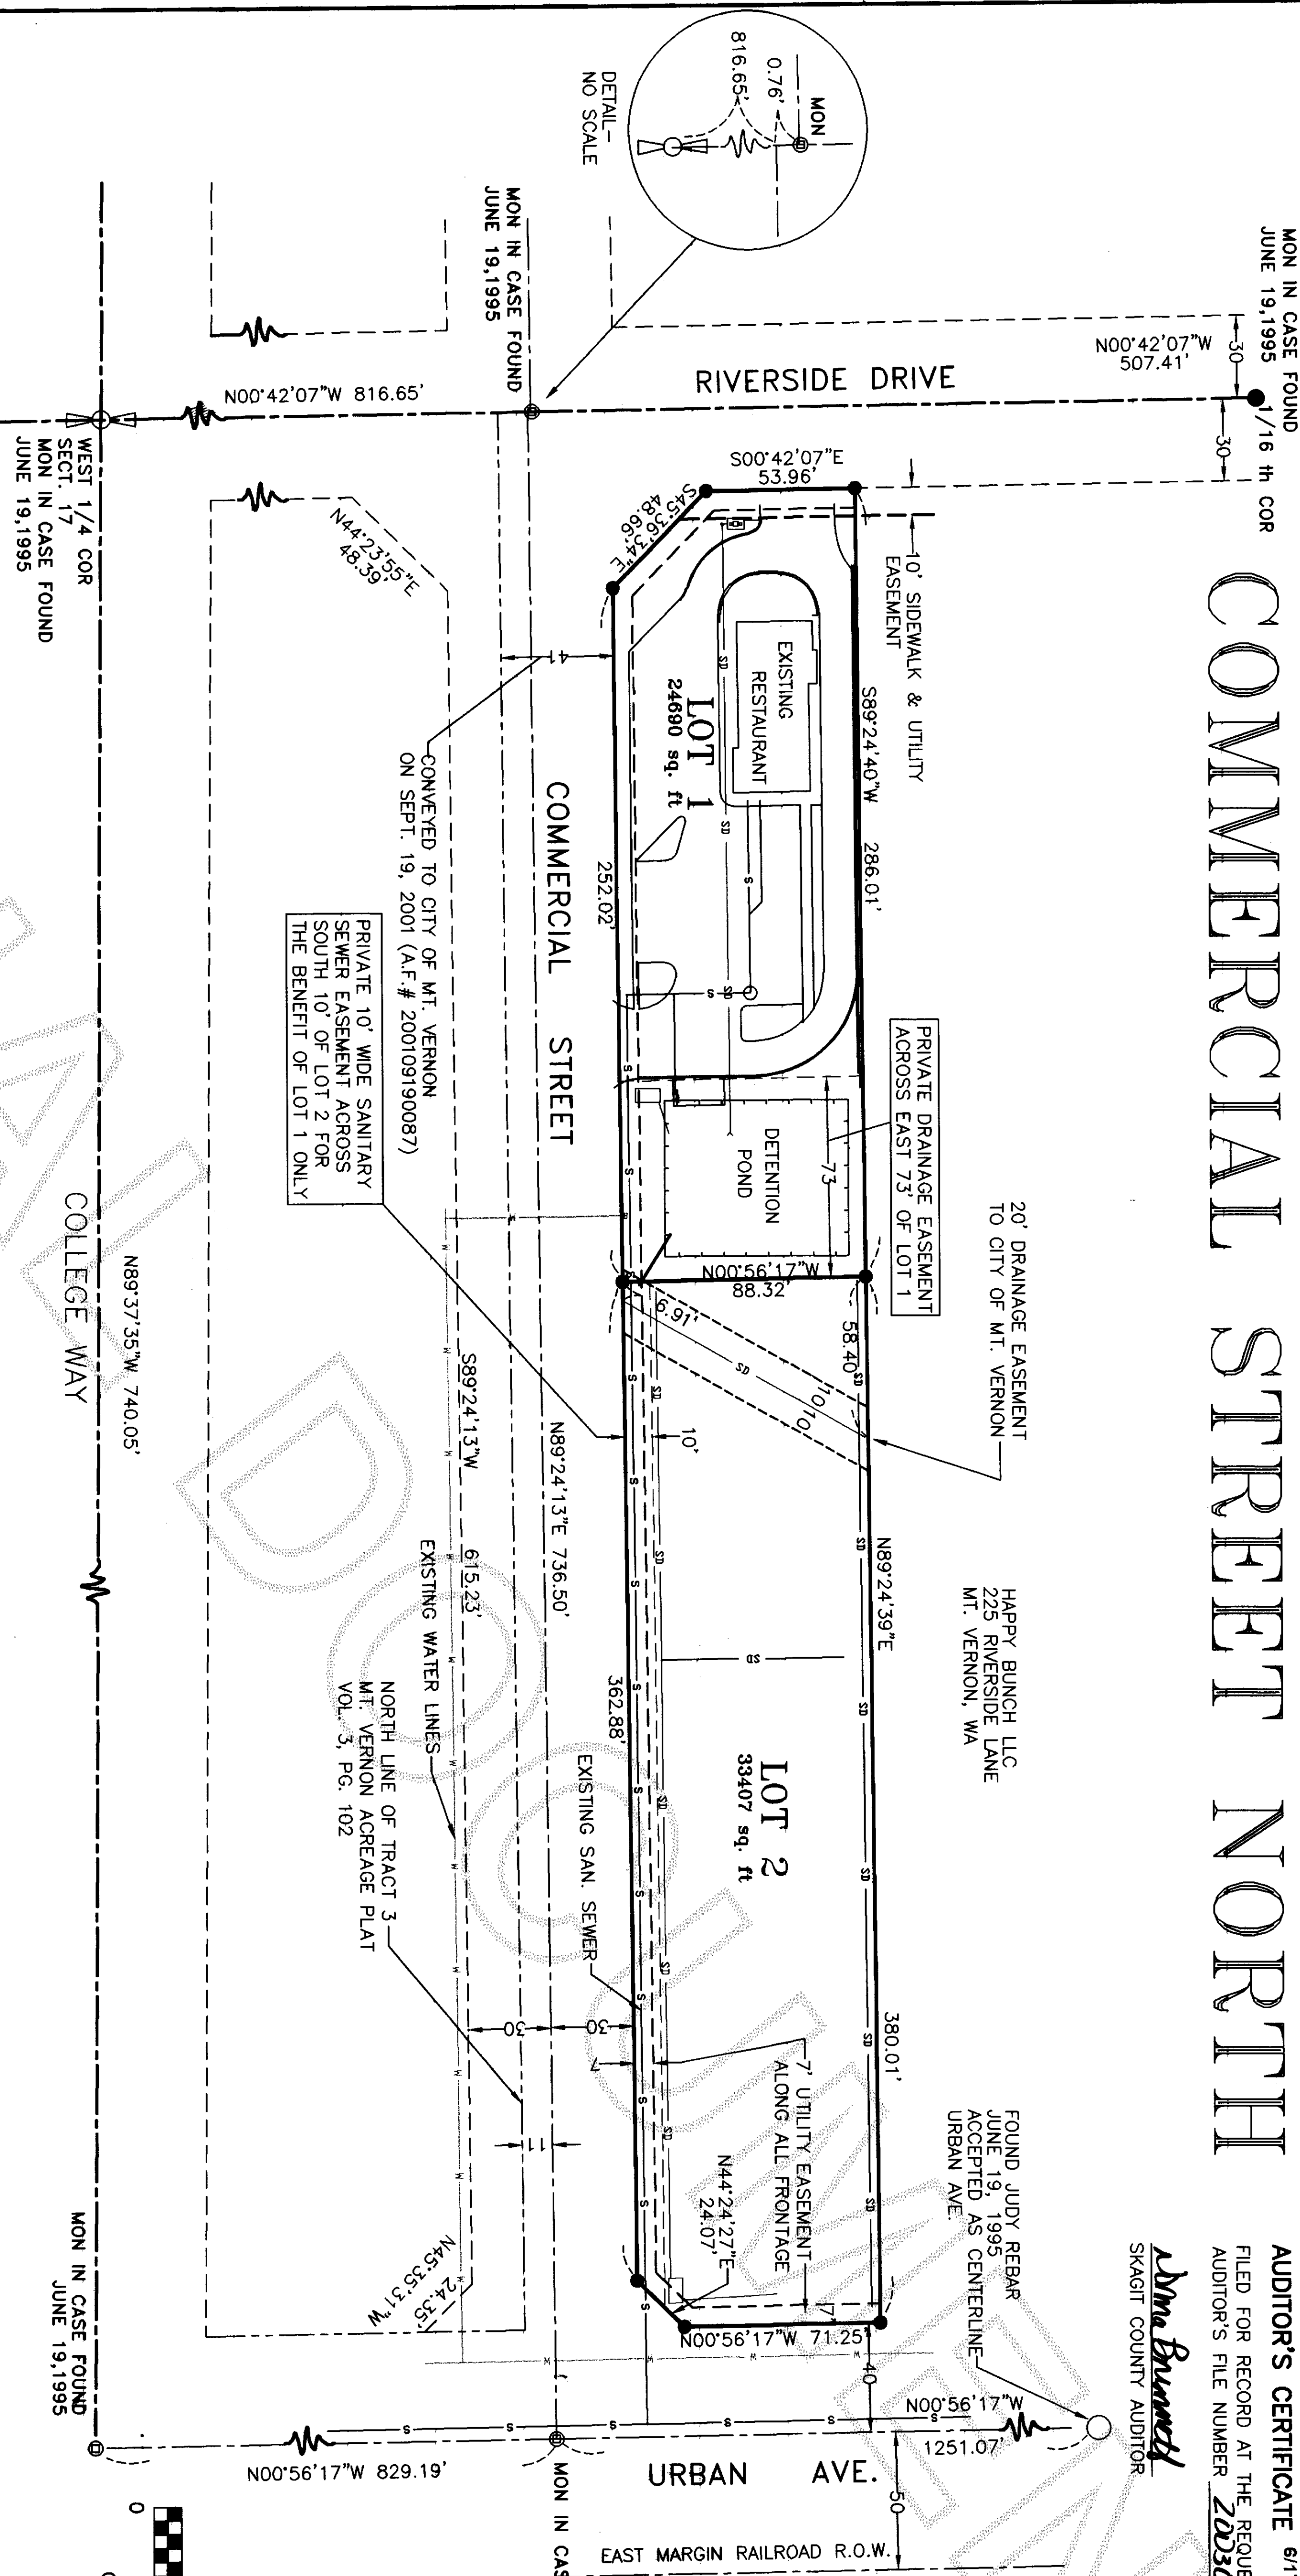 COMMERCIAL STREET NORTH
AUDITOR'S CERTIFICATE
FILED FOR RECORD AT THE
AUDITOR'S FILE NUMBER
SKAGIT COUNTY AUDITOR
MON IN CASE FOUND
JUNE 19,1995
1/16 th COR
30
30
N00°42'07"W
507.41'
RIVERSIDE DRIVE
MON
0.76'
816.65'
DETAIL-
NO SCALE
MON IN CASE FOUND
JUNE 19,1995
N00°42'07"W 816.65'
WEST 1/4 COR
SECT. 17
MON IN CASE FOUND
JUNE 19,1995
S00°42'07"E
53.96'
S45°36'34"E
48.66'
N44°23'55"E
48.39'
10' SIDEWALK & UTILITY
EASEMENT
S89°24'40"W 286.01'
EXISTING
RESTAURANT
LOT 1
24690 sq. ft
41
252.02'
COMMERCIAL STREET
CONVEYED TO CITY OF MT. VERNON
ON SEPT. 19, 2001 (A.F.# 200109190087)
PRIVATE 10' WIDE SANITARY
SEWER EASEMENT ACROSS
SOUTH 10' OF LOT 2 FOR
THE BENEFIT OF LOT 1 ONLY
PRIVATE DRAINAGE EASEMENT
ACROSS EAST 73' OF LOT 1
73
DETENTION
POND
N00°56'17"W
88.32'
20' DRAINAGE EASEMENT
TO CITY OF MT. VERNON
58.40'
6.91'
10
10
10'
HAPPY BUNCH LLC
225 RIVERSIDE LANE
MT. VERNON, WA
N89°24'39"E
380.01'
LOT 2
33407 sq. ft
362.88'
EXISTING SAN. SEWER
N89°24'13"E 736.50'
S89°24'13"W 615.23'
EXISTING WATER LINES
NORTH LINE OF TRACT 3
MT. VERNON ACREAGE PLAT
VOL. 3, PG. 102
30
30
7
11
7' UTILITY EASEMENT
ALONG ALL FRONTAGE
N44°24'27"E
24.07'
7'
N00°56'17"W 71.25'
40
FOUND JUDY REBAR
JUNE 19, 1995
ACCEPTED AS CENTERLINE
URBAN AVE.
N00°56'17"W
1251.07'
N45°35'31"W
24.35'
URBAN AVE.
50
EAST MARGIN RAILROAD R.O.W.
N00°56'17"W 829.19'
MON IN
COLLEGE WAY
N89°37'35"W 740.05'
MON IN CASE FOUND
JUNE 19,1995
0